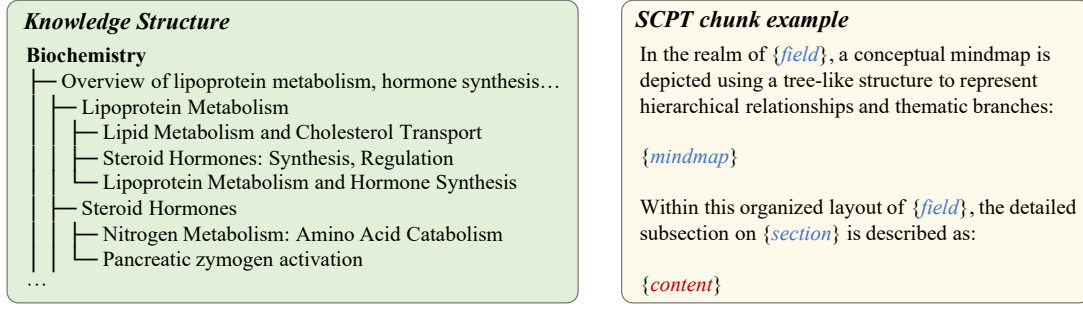 Knowledge Structure
Biochemistry
Overview of lipoprotein metabolism, hormone synthesis…
Lipoprotein Metabolism
Lipid Metabolism and Cholesterol Transport
Steroid Hormones: Synthesis, Regulation
Lipoprotein Metabolism and Hormone Synthesis
Steroid Hormones
Nitrogen Metabolism: Amino Acid Catabolism
Pancreatic zymogen activation
…
SCPT chunk example
In the realm of {field}, a conceptual mindmap is
depicted using a tree-like structure to represent
hierarchical relationships and thematic branches:
{mindmap}
Within this organized layout of {field}, the detailed
subsection on {section} is described as:
{content}